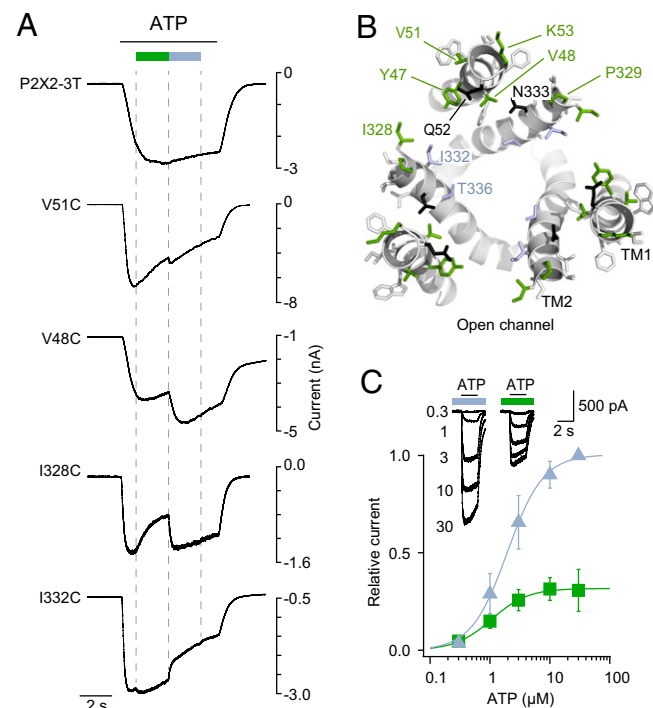 A
ATP
P2X2-3T
0
-3
V51C
0
-8
V48C
-1
-5
Current (nA)
I328C
0.0
-1.6
I332C
-0.5
-3.0
2 s
B
V51
K53
V48
Y47
P329
N333
Q52
I328
I332
T336
TM1
TM2
Open channel
C
ATP ATP
500 pA
2 s
0.3
1
3
10
30
Relative current
1.0
0.5
0.0
0.1 1 10 100
ATP (µM)